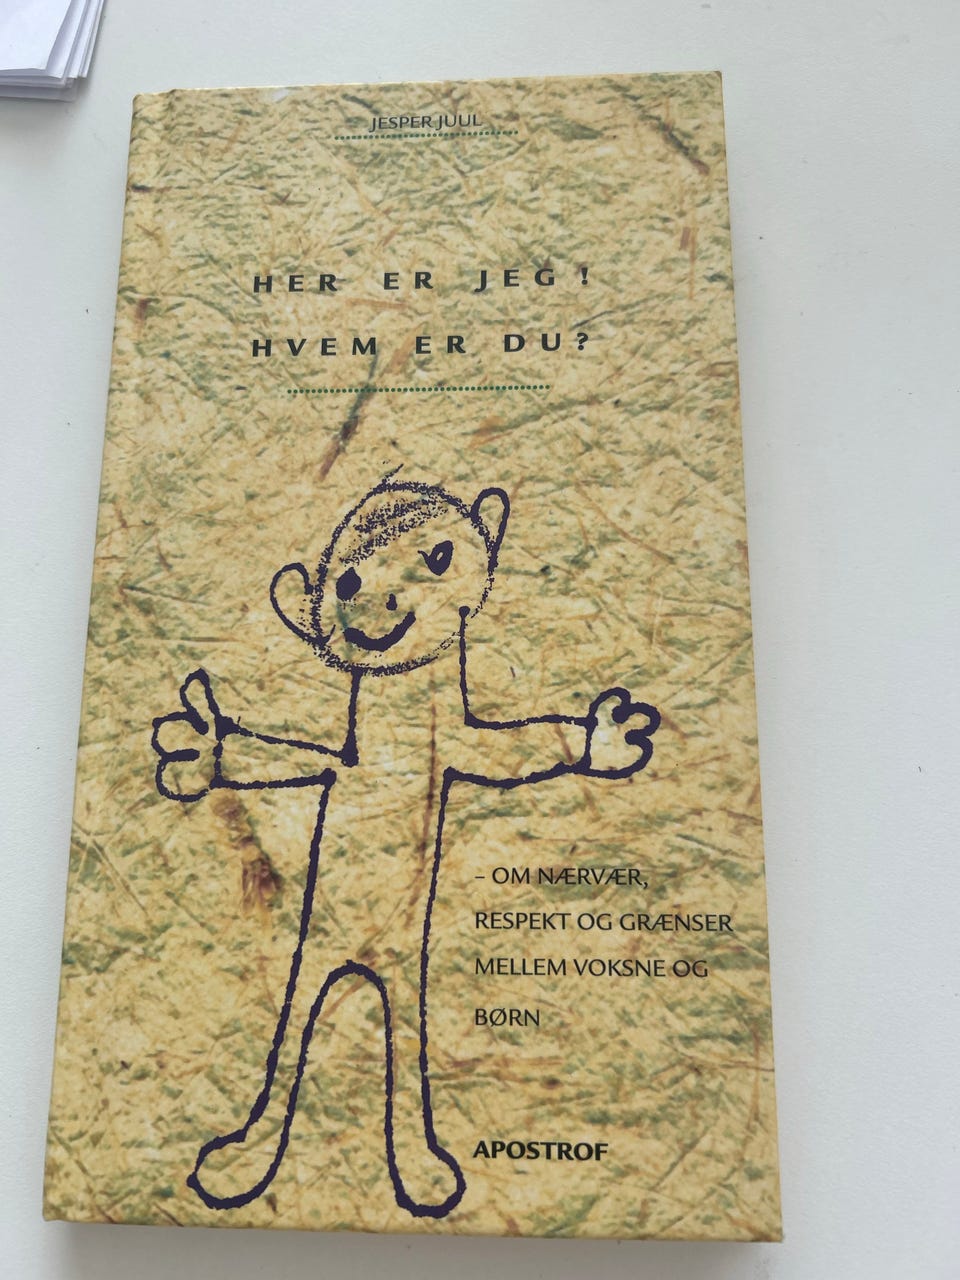 JESPER JUUL
HER ER JEG!
HVEM ER DU?
– OM NÆRVÆR,
RESPEKT OG GRÆNSER
MELLEM VOKSNE OG
BØRN
APOSTROF